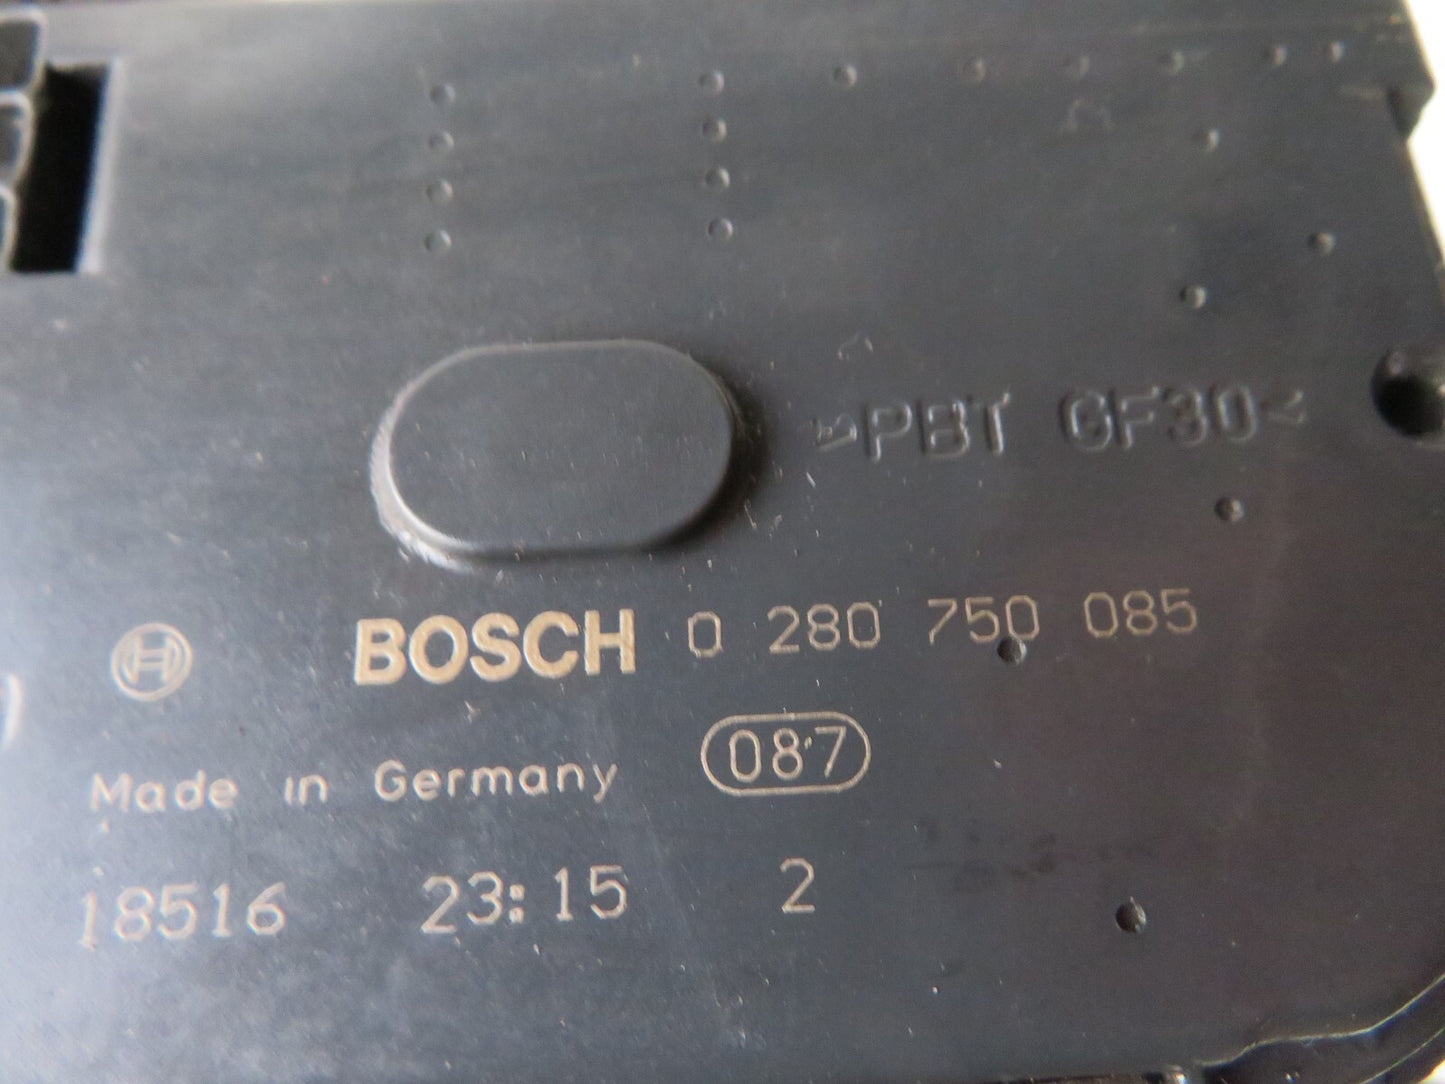 >PBT GF30<
BOSCH 0 280 750 085
Made in Germany 087
18516 23:15 2